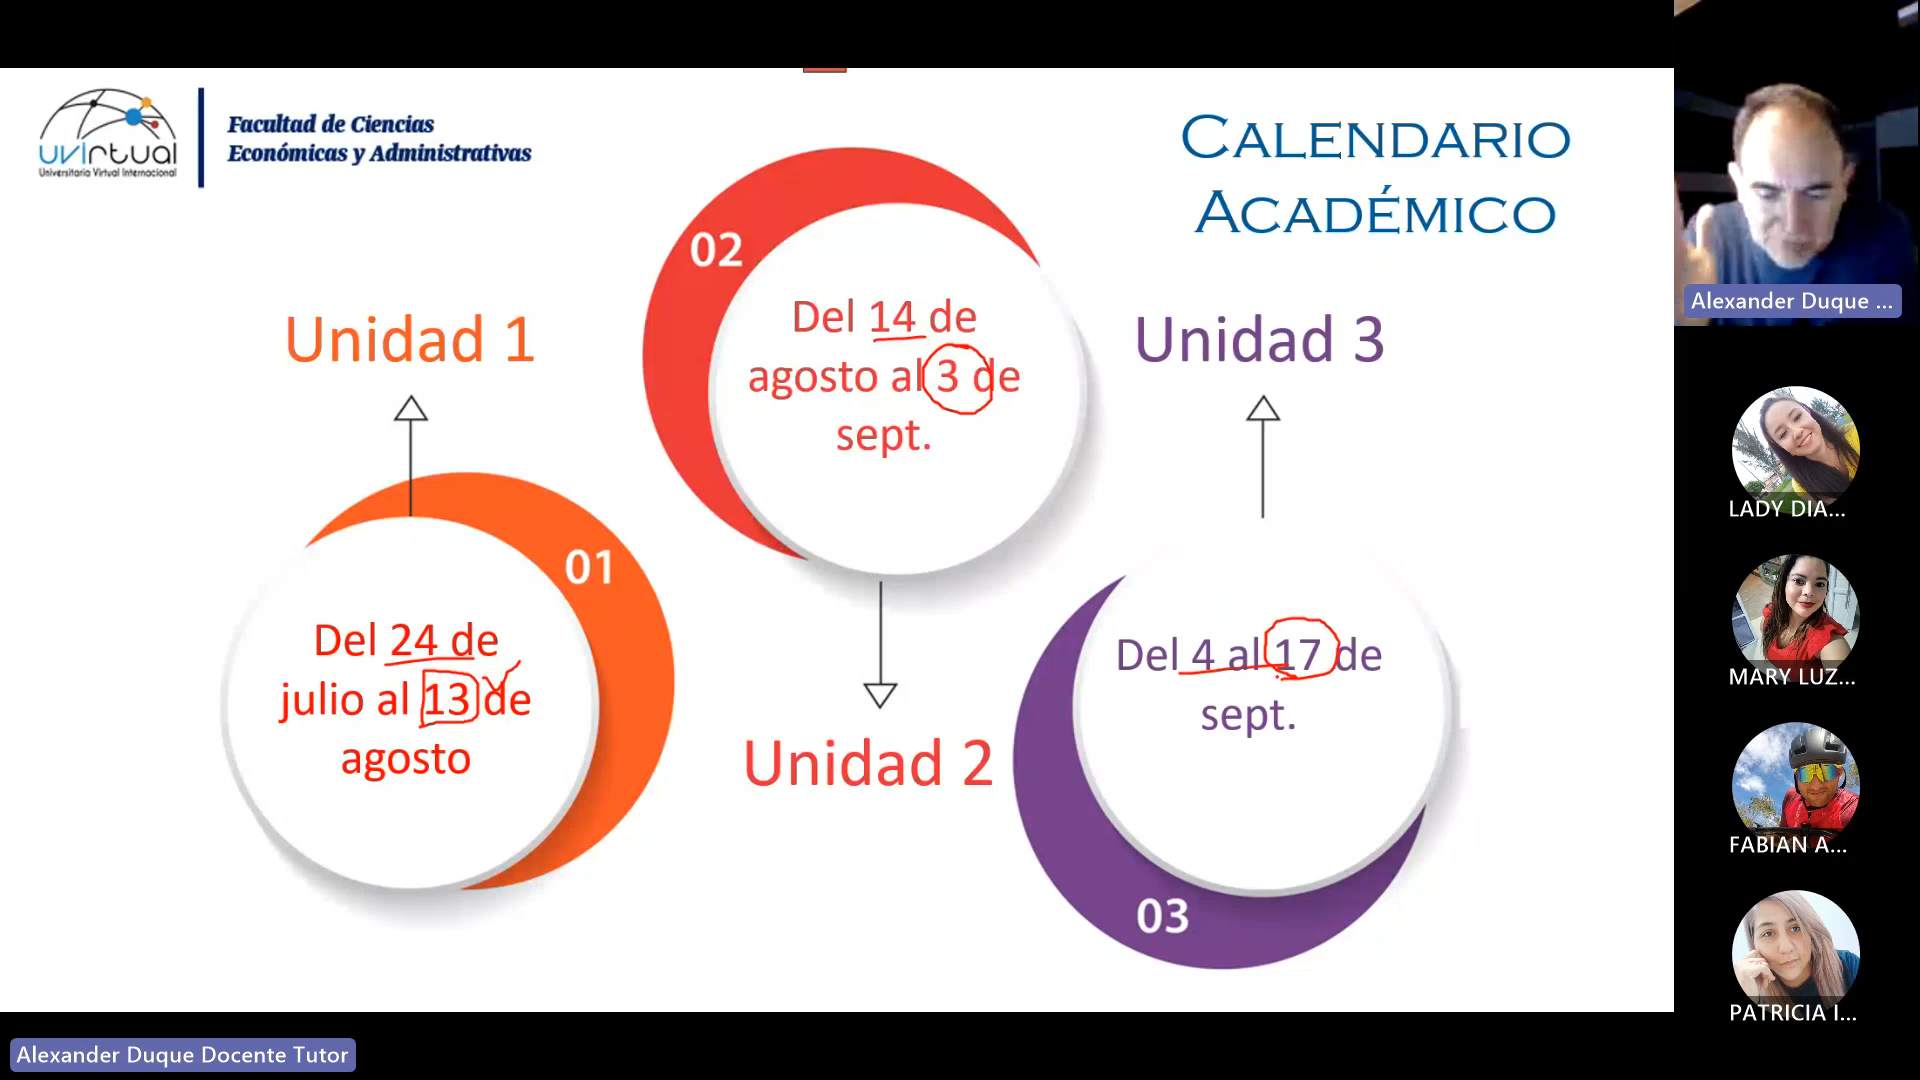 uvirtual
Universitaria Virtual Internacional
Facultad de Ciencias
Económicas y Administrativas
Calendario
Académico
Unidad 1
01
Del 24 de
julio al 13 de
agosto
02
Del 14 de
agosto al 3 de
sept.
Unidad 2
Unidad 3
Del 4 al 17 de
sept.
03
Alexander Duque ...
LADY DIA...
MARY LUZ...
FABIAN A...
PATRICIA I...
Alexander Duque Docente Tutor